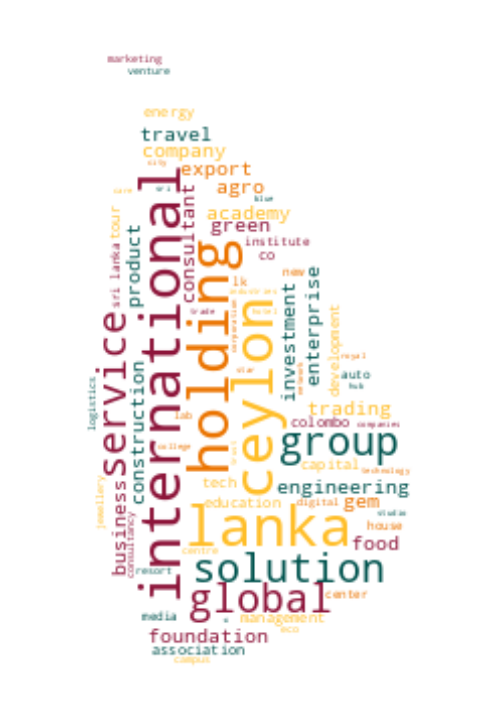 marketing
venture
energy
travel
company
city
export
care
sri
agro
blue
international
consultant
tour
academy
green
product
institute
holding
co
sri lanka
new
lk
investment
enterprise
industries
ceylon
corporation
trade
hotel
development
service
royal
star
auto
network
hub
construction
logistics
trading
lab
colombo
companies
group
college
travel
capital
technology
tech
engineering
jewellery
business
education
digital
gem
lanka
studio
consultancy
house
food
centre
solution
resort
global
center
media
management
foundation
eco
association
campus